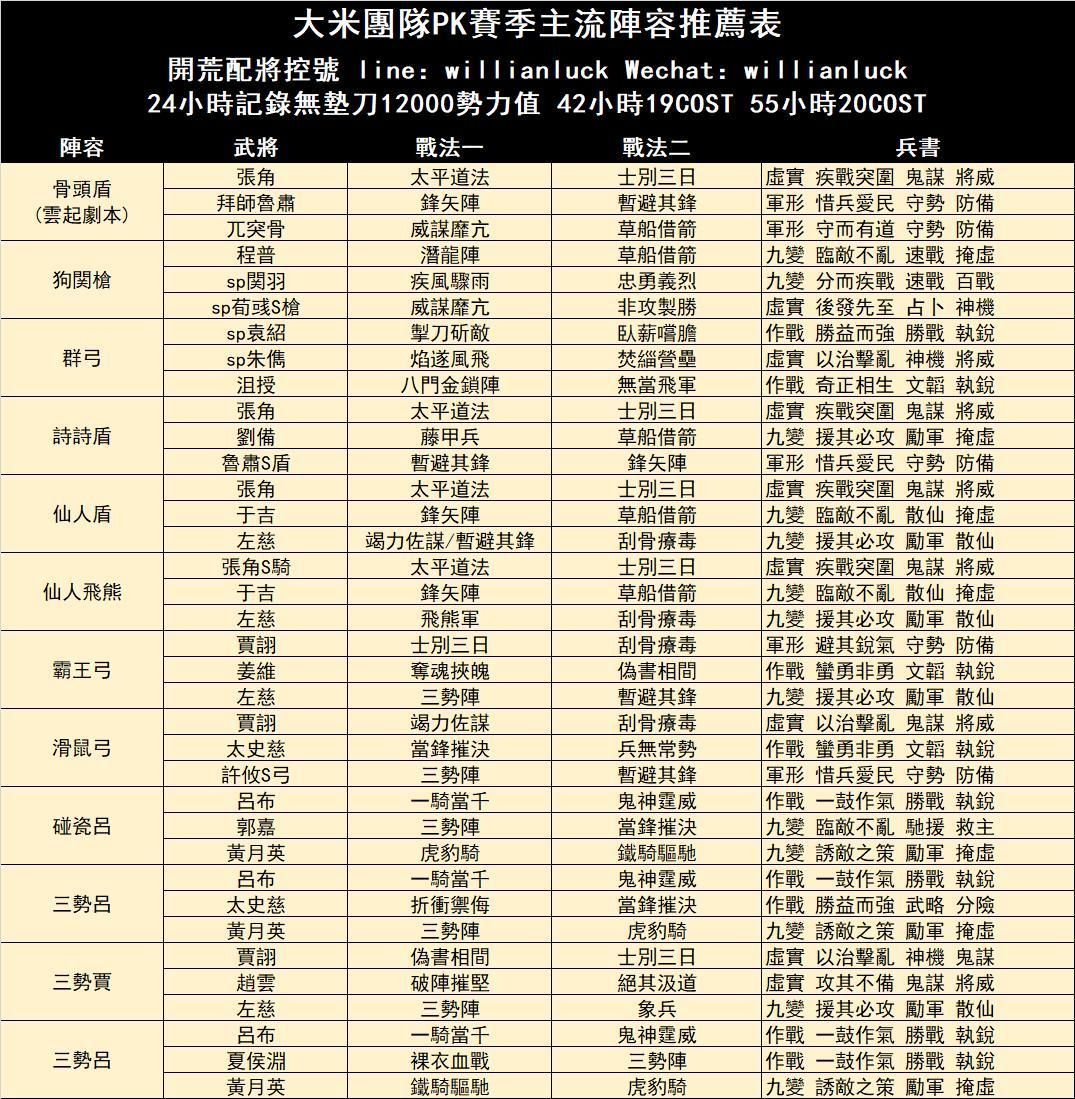 大米團隊PK賽季主流陣容推薦表
開荒配將控號 line: willianluck Wechat: willianluck
24小時記錄無墊刀12000勢力值 42小時19COST 55小時20COST
陣容 武將 戰法一 戰法二 兵書
骨頭盾
(雲起劇本)
張角 太平道法 士別三日 虛實 疾戰突圍 鬼謀 將威
拜師魯肅 鋒矢陣 暫避其鋒 軍形 惜兵愛民 守勢 防備
兀突骨 威謀靡亢 草船借箭 軍形 守而有道 守勢 防備
狗関槍
程普 潛龍陣 草船借箭 九變 臨敵不亂 速戰 掩虛
sp関羽 疾風驟雨 忠勇義烈 九變 分而疾戰 速戰 百戰
sp荀彧S槍 威謀靡亢 非攻製勝 虛實 後發先至 占卜 神機
群弓
sp袁紹 掣刀斫敵 臥薪嚐膽 作戰 勝益而強 勝戰 執銳
sp朱儁 焰遂風飛 焚緇營壘 虛實 以治擊亂 神機 將威
沮授 八門金鎖陣 無當飛軍 作戰 奇正相生 文韜 執銳
詩詩盾
張角 太平道法 士別三日 虛實 疾戰突圍 鬼謀 將威
劉備 藤甲兵 草船借箭 九變 援其必攻 勵軍 掩虛
魯肅S盾 暫避其鋒 鋒矢陣 軍形 惜兵愛民 守勢 防備
仙人盾
張角 太平道法 士別三日 虛實 疾戰突圍 鬼謀 將威
于吉 鋒矢陣 草船借箭 九變 臨敵不亂 散仙 掩虛
左慈 竭力佐謀/暫避其鋒 刮骨療毒 九變 援其必攻 勵軍 散仙
仙人飛熊
張角S騎 太平道法 士別三日 虛實 疾戰突圍 鬼謀 將威
于吉 鋒矢陣 草船借箭 九變 臨敵不亂 散仙 掩虛
左慈 飛熊軍 刮骨療毒 九變 援其必攻 勵軍 散仙
霸王弓
賈詡 士別三日 刮骨療毒 軍形 避其銳氣 守勢 防備
姜維 奪魂挾魄 偽書相間 作戰 蠻勇非勇 文韜 執銳
左慈 三勢陣 暫避其鋒 九變 援其必攻 勵軍 散仙
滑鼠弓
賈詡 竭力佐謀 刮骨療毒 虛實 以治擊亂 鬼謀 將威
太史慈 當鋒摧決 兵無常勢 作戰 蠻勇非勇 文韜 執銳
許攸S弓 三勢陣 暫避其鋒 軍形 惜兵愛民 守勢 防備
碰瓷呂
呂布 一騎當千 鬼神霆威 作戰 一鼓作氣 勝戰 執銳
郭嘉 三勢陣 當鋒摧決 九變 臨敵不亂 馳援 救主
黃月英 虎豹騎 鐵騎驅馳 九變 誘敵之策 勵軍 掩虛
三勢呂
呂布 一騎當千 鬼神霆威 作戰 一鼓作氣 勝戰 執銳
太史慈 折衝禦侮 當鋒摧決 作戰 勝益而強 武略 分險
黃月英 三勢陣 虎豹騎 九變 誘敵之策 勵軍 掩虛
三勢賈
賈詡 偽書相間 士別三日 虛實 以治擊亂 神機 鬼謀
趙雲 破陣摧堅 絕其汲道 虛實 攻其不備 鬼謀 將威
左慈 三勢陣 象兵 九變 援其必攻 勵軍 散仙
三勢呂
呂布 一騎當千 鬼神霆威 作戰 一鼓作氣 勝戰 執銳
夏侯淵 裸衣血戰 三勢陣 作戰 一鼓作氣 勝戰 執銳
黃月英 鐵騎驅馳 虎豹騎 九變 誘敵之策 勵軍 掩虛